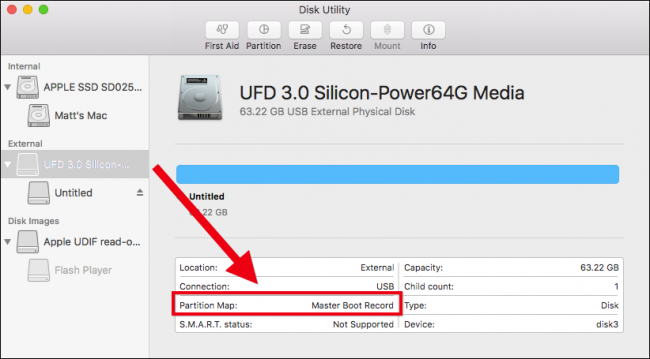 Disk Utility
First Aid Partition Erase Restore Mount Info
Internal
APPLE SSD SD025...
Matt's Mac
External
UFD 3.0 Silicon-...
Untitled
Disk Images
Apple UDIF read-o...
Flash Player
UFD 3.0 Silicon-Power64G Media
63.22 GB USB External Physical Disk
Untitled
22 GB
Location: External Capacity: 63.22 GB
Connection: USB Child count: 1
Partition Map: Master Boot Record Type: Disk
S.M.A.R.T. status: Not Supported Device: disk3